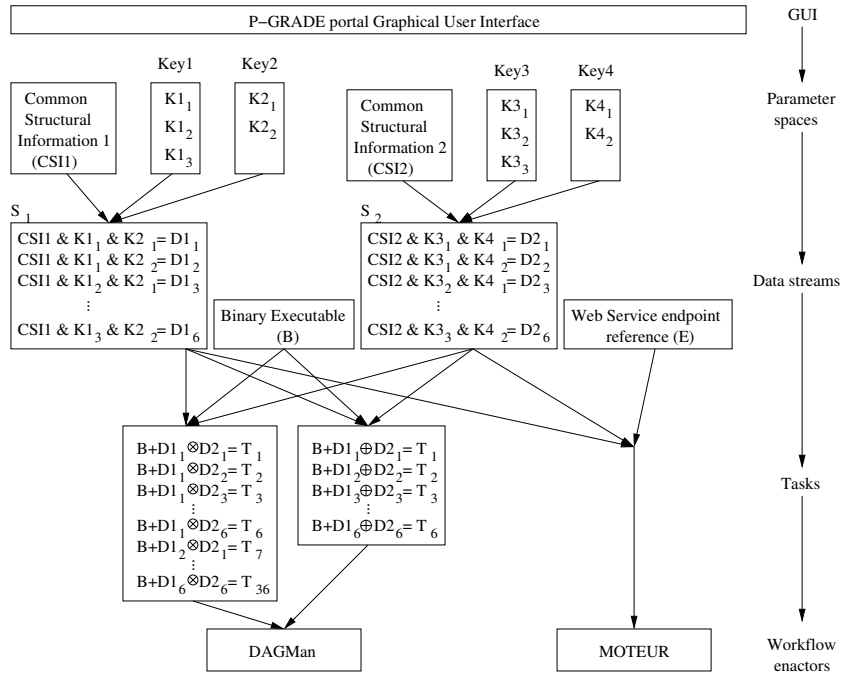 P−GRADE portal Graphical User Interface
GUI
Key1
Key2
Key3
Key4
Common
Structural
Information 1
(CSI1)
K1₁
K1₂
K1₃
K2₁
K2₂
Common
Structural
Information 2
(CSI2)
K3₁
K3₂
K3₃
K4₁
K4₂
Parameter
spaces
S₁
CSI1 & K1₁ & K2₁ = D1₁
CSI1 & K1₁ & K2₂ = D1₂
CSI1 & K1₂ & K2₁ = D1₃
⋮
CSI1 & K1₃ & K2₂ = D1₆
Binary Executable
(B)
S₂
CSI2 & K3₁ & K4₁ = D2₁
CSI2 & K3₁ & K4₂ = D2₂
CSI2 & K3₂ & K4₁ = D2₃
⋮
CSI2 & K3₃ & K4₂ = D2₆
Web Service endpoint
reference (E)
Data streams
B+D1₁⊗D2₁= T₁
B+D1₁⊗D2₂= T₂
B+D1₁⊗D2₃= T₃
⋮
B+D1₁⊗D2₆= T₆
B+D1₂⊗D2₁= T₇
⋮
B+D1₆⊗D2₆= T₃₆
B+D1₁⊕D2₁= T₁
B+D1₂⊕D2₂= T₂
B+D1₃⊕D2₃= T₃
⋮
B+D1₆⊕D2₆= T₆
Tasks
DAGMan
MOTEUR
Workflow
enactors